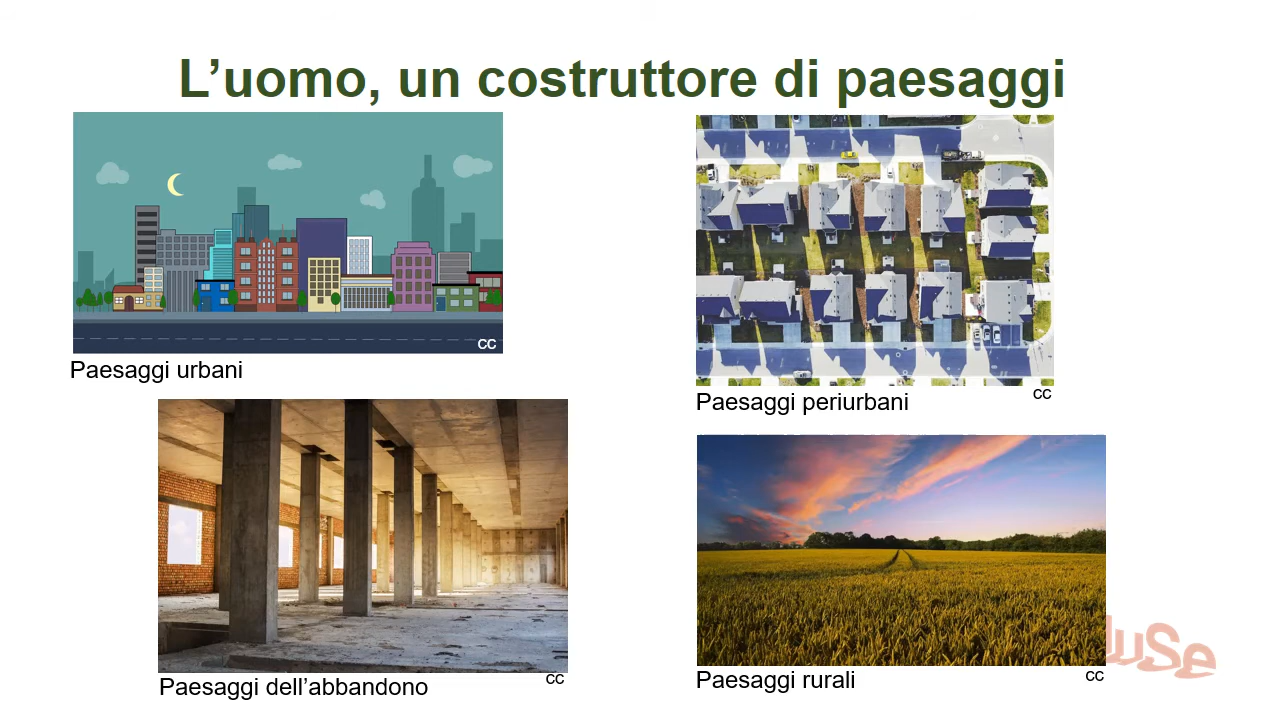 L’uomo, un costruttore di paesaggi
CC
Paesaggi urbani
CC
Paesaggi periurbani
CC
Paesaggi dell’abbandono
CC
Paesaggi rurali